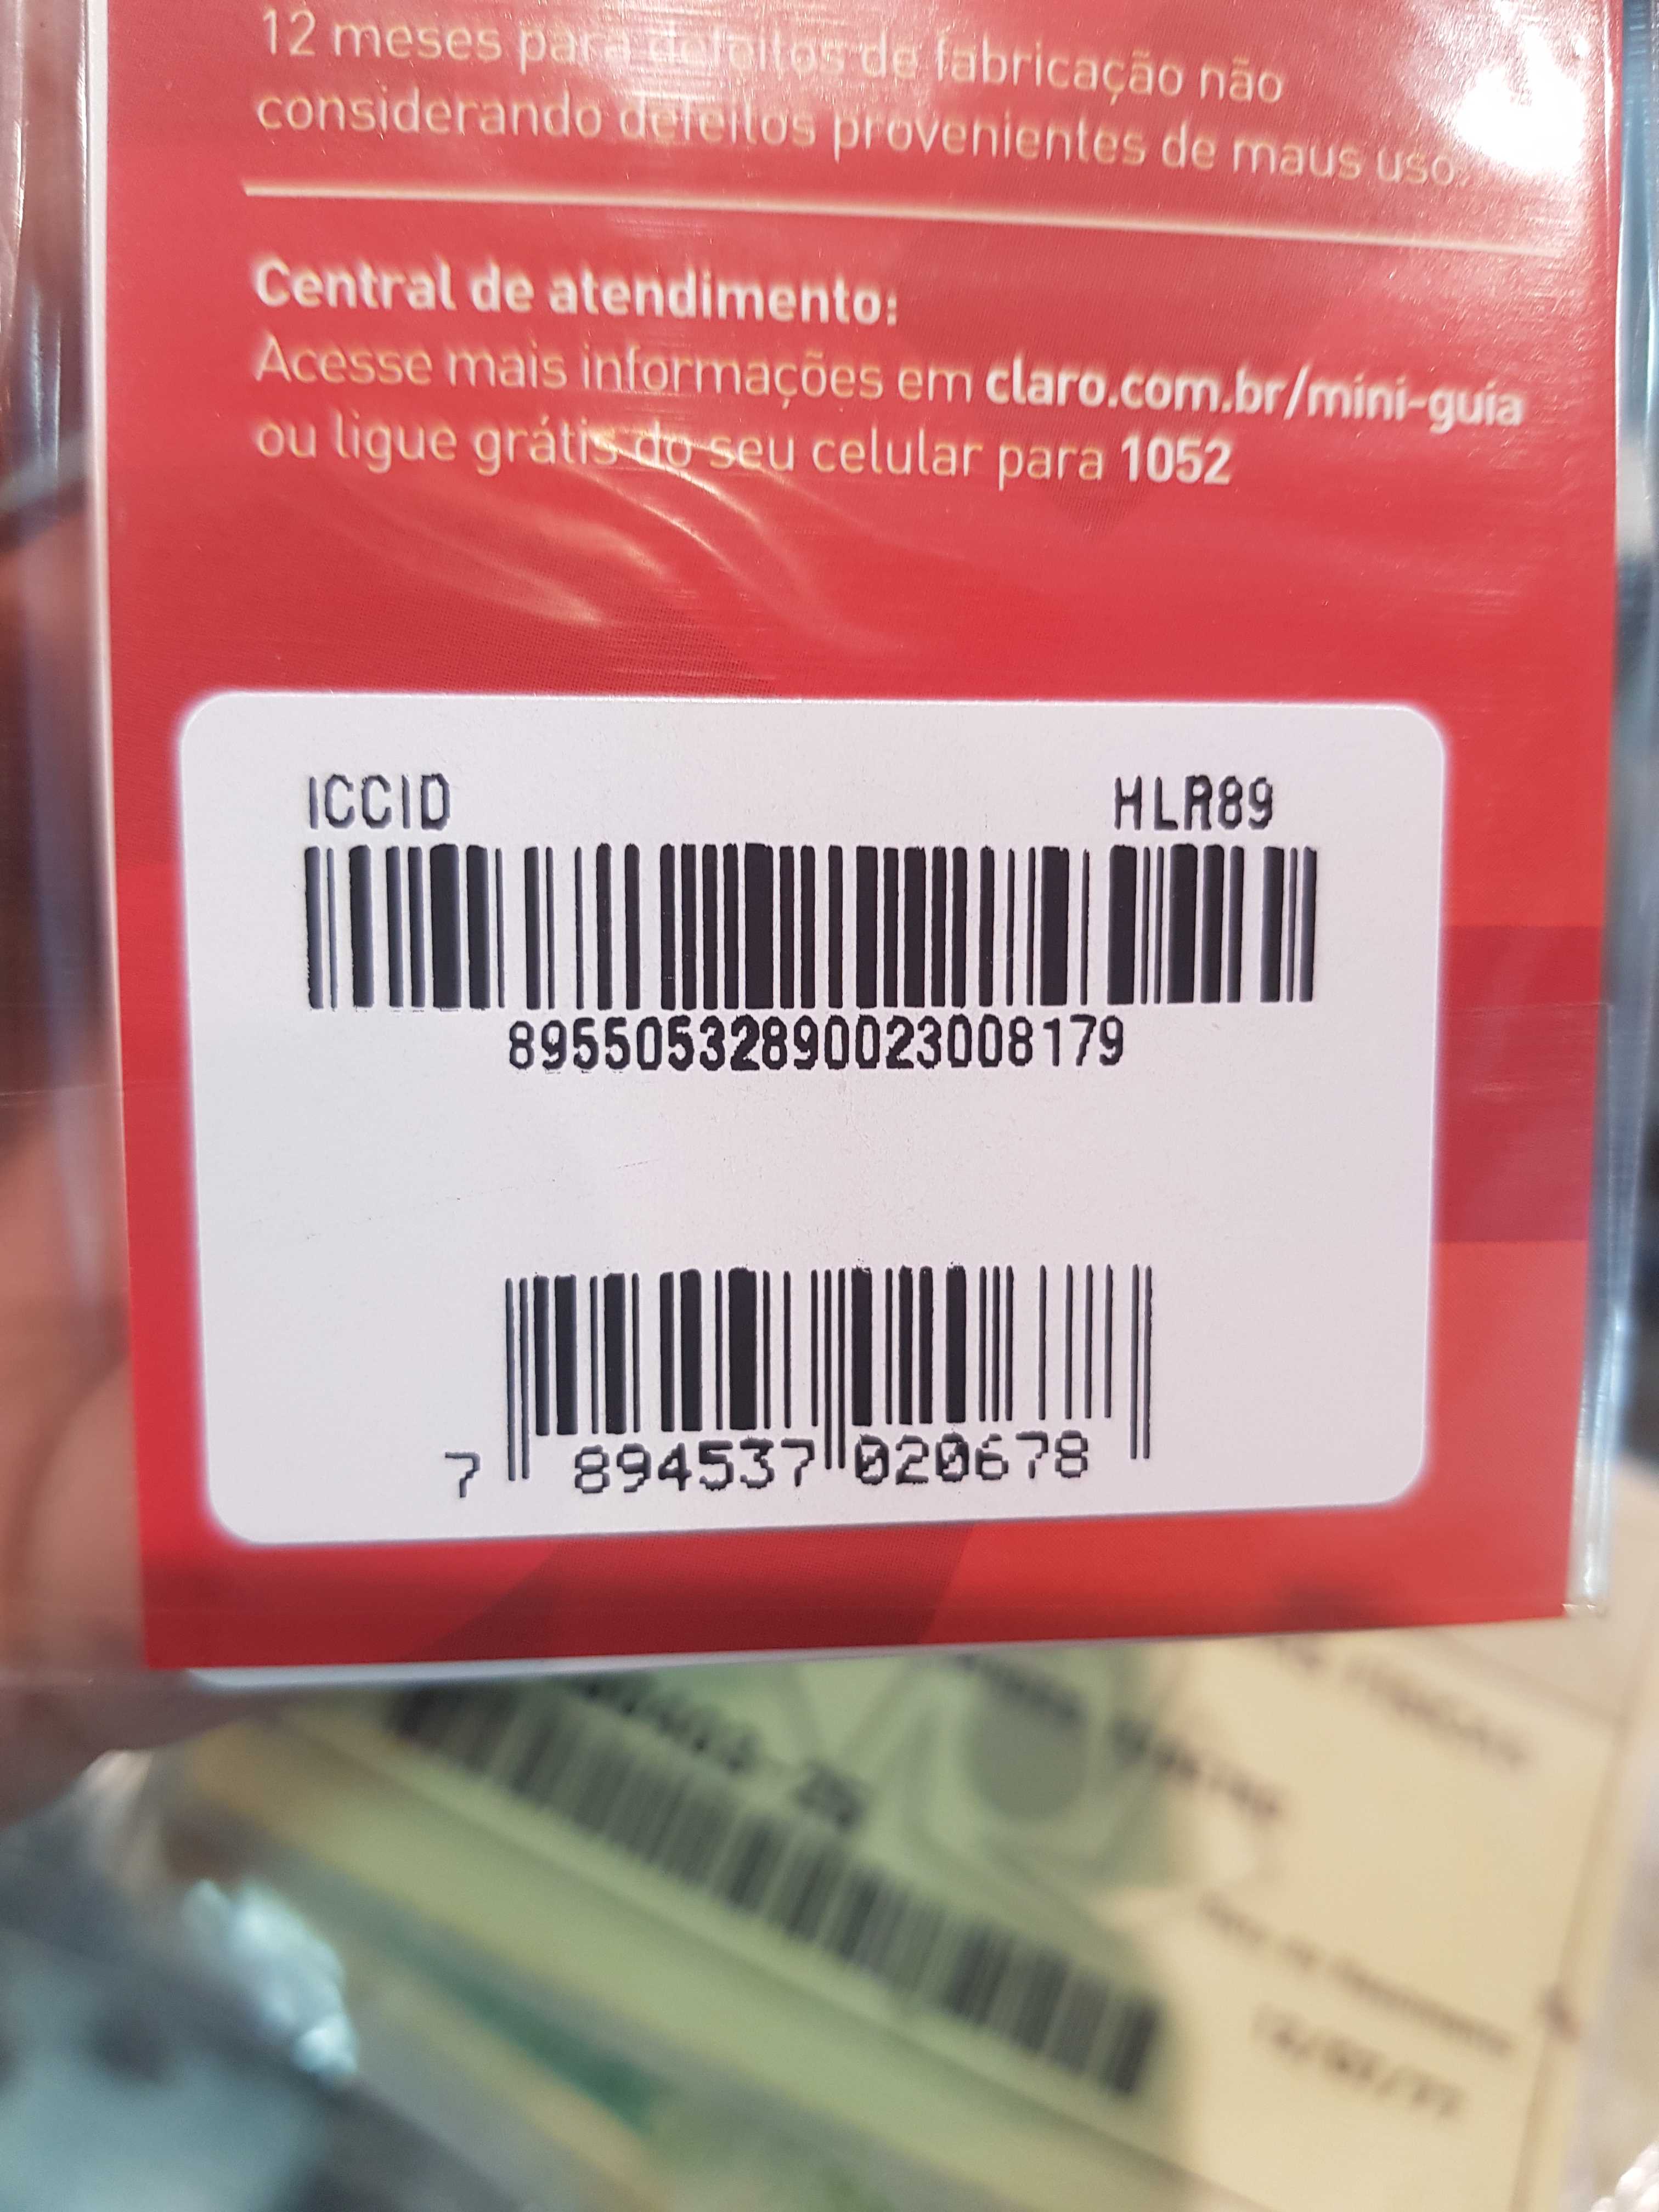 12 meses para defeitos de fabricação não
considerando defeitos provenientes de maus uso.
Central de atendimento:
Acesse mais informações em claro.com.br/mini-guia
ou ligue grátis do seu celular para 1052
ICCID HLR89
89550532890023008179
7 894537 020678